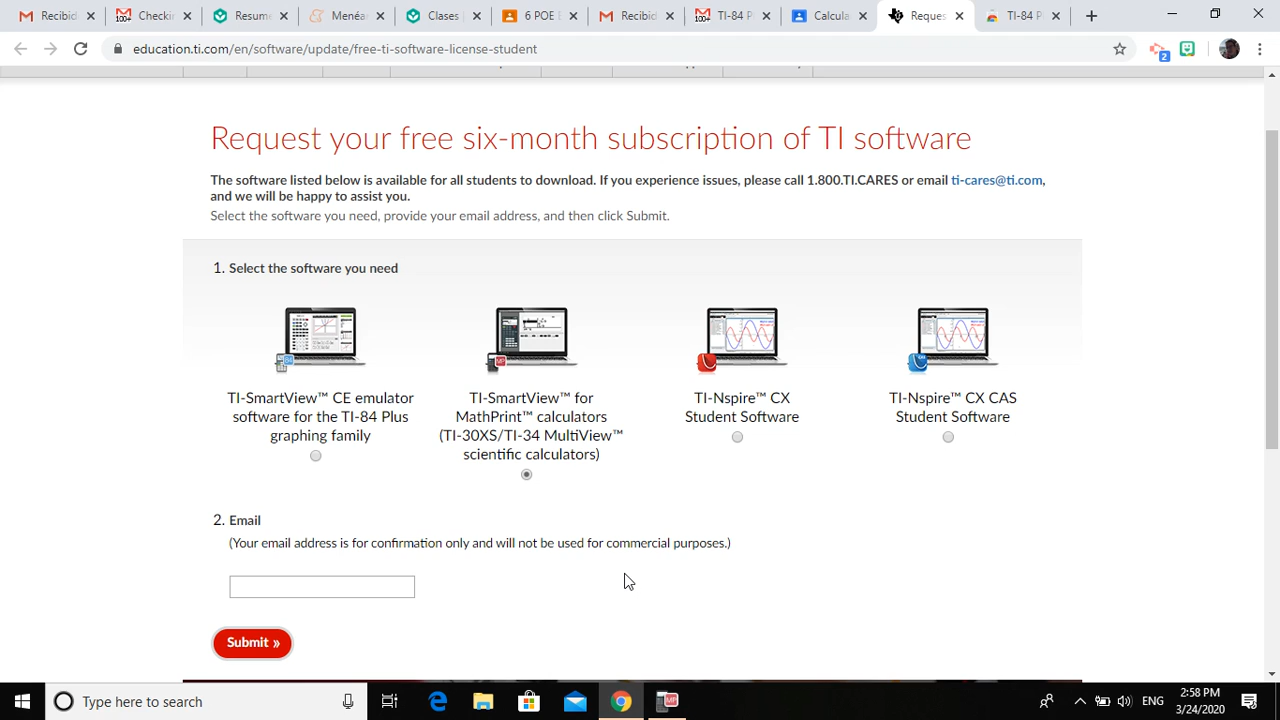 Recibid
Checkin
Resume
Menéa
Clases
6 POE E
Recibid
TI-84 P
Calcula
Reques
TI-84 P
education.ti.com/en/software/update/free-ti-software-license-student
Request your free six-month subscription of TI software
The software listed below is available for all students to download. If you experience issues, please call 1.800.TI.CARES or email ti-cares@ti.com,
and we will be happy to assist you.
Select the software you need, provide your email address, and then click Submit.
1. Select the software you need
TI-SmartView™ CE emulator
software for the TI-84 Plus
graphing family
TI-SmartView™ for
MathPrint™ calculators
(TI-30XS/TI-34 MultiView™
scientific calculators)
TI-Nspire™ CX
Student Software
TI-Nspire™ CX CAS
Student Software
2. Email
(Your email address is for confirmation only and will not be used for commercial purposes.)
Submit »
Type here to search
ENG
2:58 PM
3/24/2020